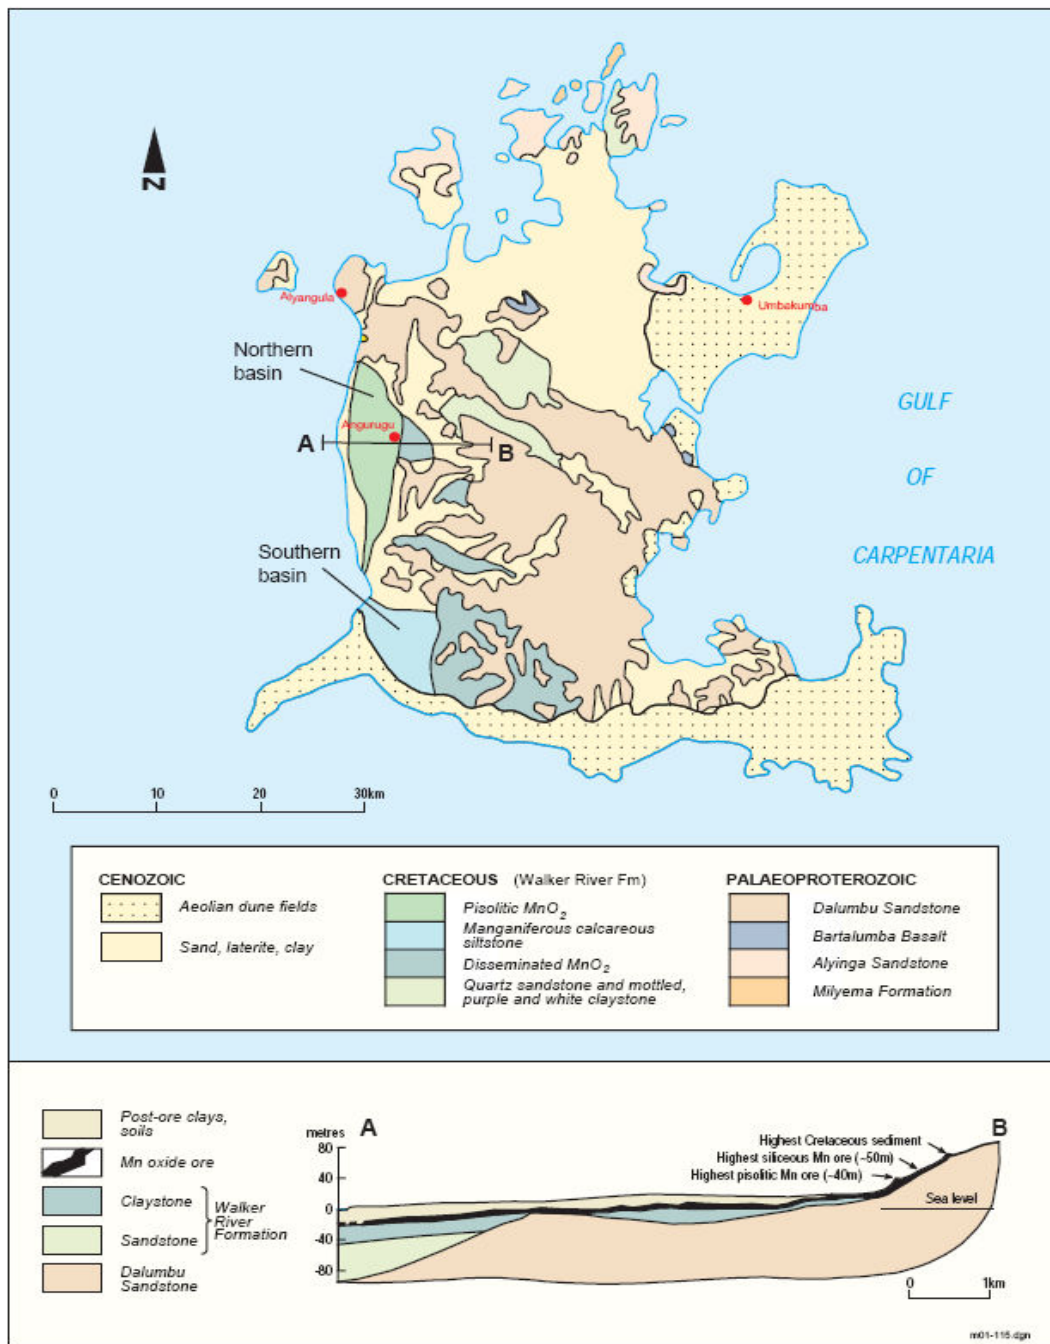 N
Alyangula
Umbakumba
Northern
basin
Angurugu
A
B
GULF
OF
CARPENTARIA
Southern
basin
0 10 20 30km
CENOZOIC
Aeolian dune fields
Sand, laterite, clay
CRETACEOUS (Walker River Fm)
Pisolitic MnO2
Manganiferous calcareous
siltstone
Disseminated MnO2
Quartz sandstone and mottled,
purple and white claystone
PALAEOPROTEROZOIC
Dalumbu Sandstone
Bartalumba Basalt
Alyinga Sandstone
Milyema Formation
Post-ore clays,
soils
Mn oxide ore
Claystone
Sandstone
Walker
River
Formation
Dalumbu
Sandstone
metres
A
B
80
40
0
-40
-80
Highest Cretaceous sediment
Highest siliceous Mn ore (~50m)
Highest pisolitic Mn ore (~40m)
Sea level
0 1km
m01-115.dgn